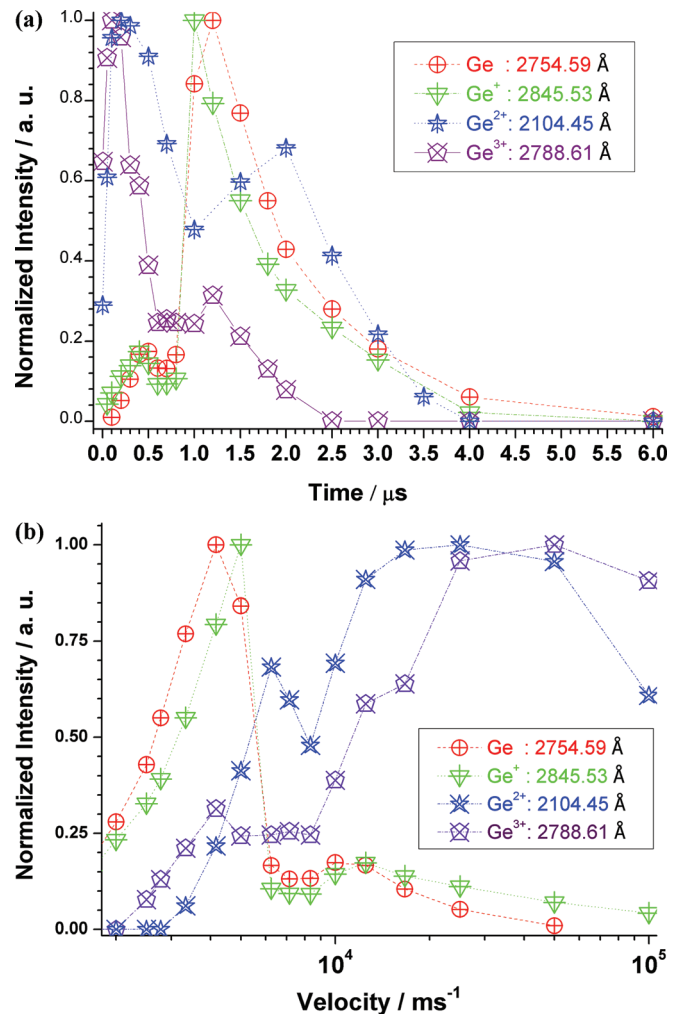 (a)
1.0
0.8
0.6
0.4
0.2
0.0
Normalized Intensity / a. u.
Ge : 2754.59 Å
Ge⁺ : 2845.53 Å
Ge²⁺: 2104.45 Å
Ge³⁺: 2788.61 Å
0.0 0.5 1.0 1.5 2.0 2.5 3.0 3.5 4.0 4.5 5.0 5.5 6.0
Time / μs
(b)
1.00
0.75
0.50
0.25
0.00
Normalized Intensity / a. u.
Ge : 2754.59 Å
Ge⁺ : 2845.53 Å
Ge²⁺: 2104.45 Å
Ge³⁺: 2788.61 Å
10⁴ 10⁵
Velocity / ms⁻¹